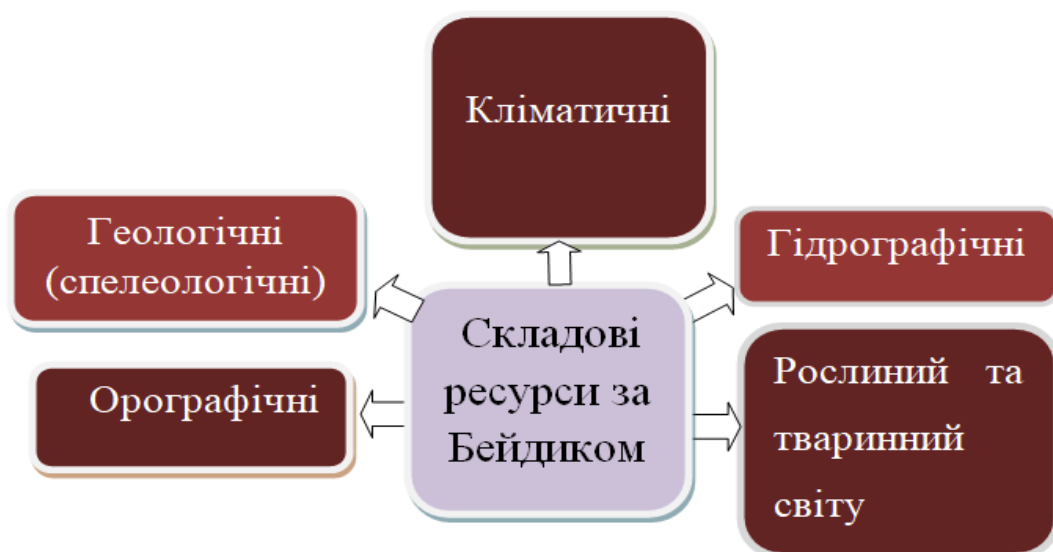 Кліматичні
Геологічні
(спелеологічні)
Гідрографічні
Складові
ресурси за
Бейдиком
Орографічні
Рослиний та
тваринний
світу